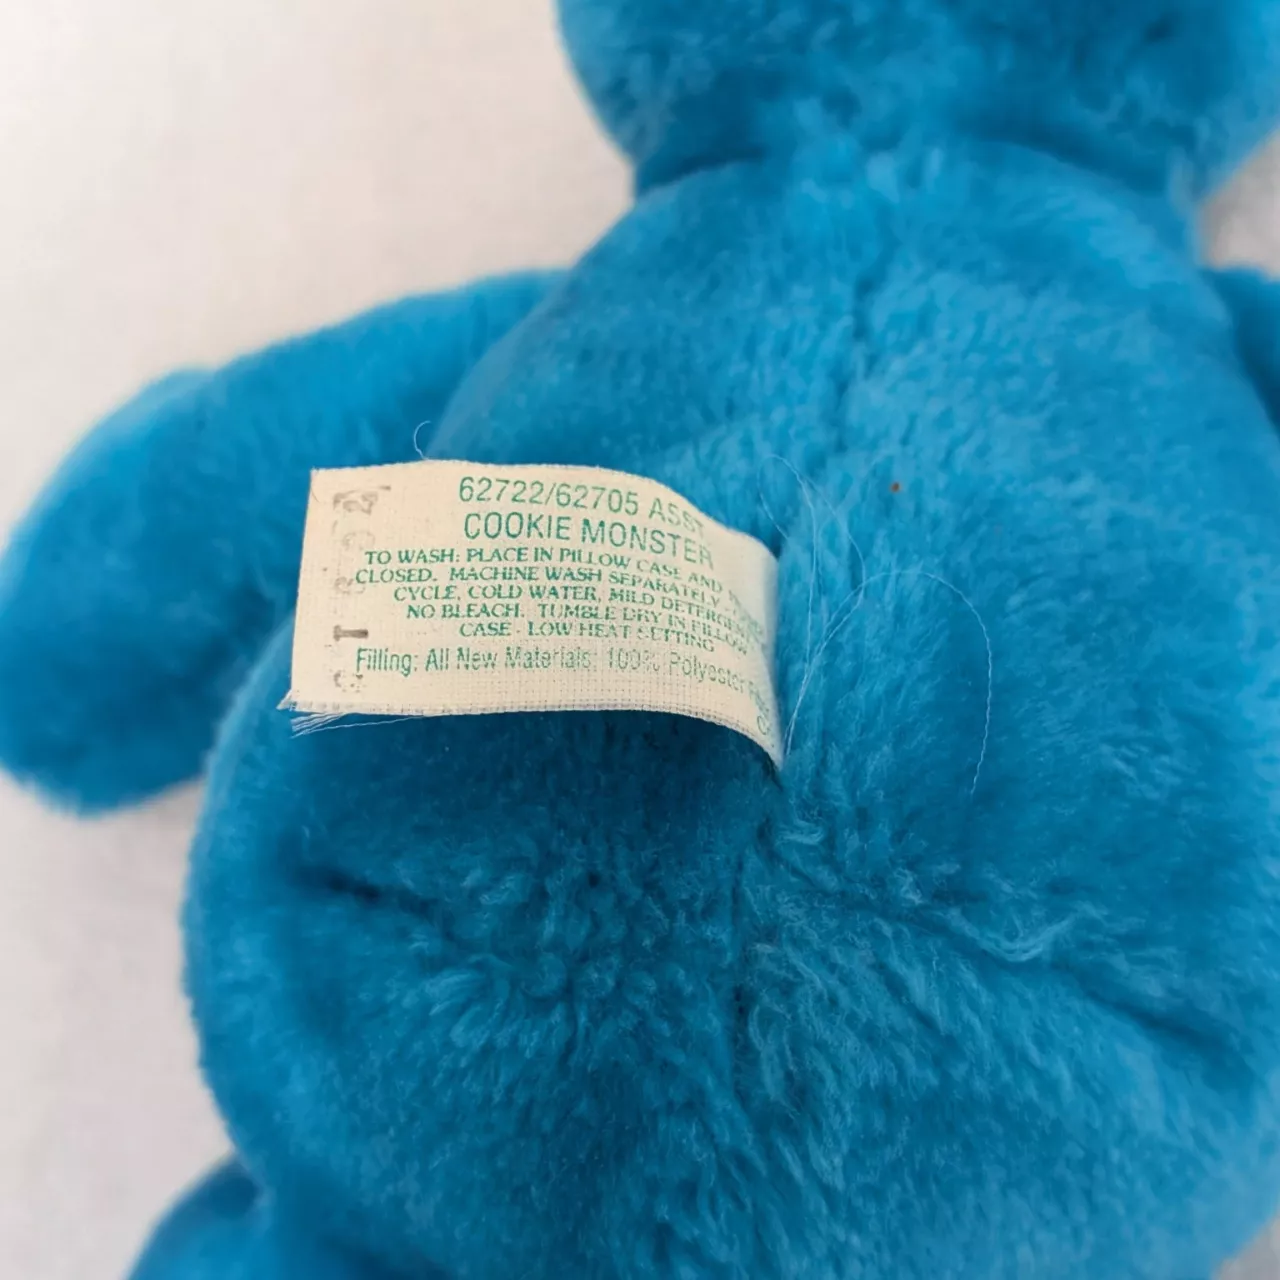 62722/62705 ASST.
COOKIE MONSTER
TO WASH: PLACE IN PILLOW CASE AND
CLOSED. MACHINE WASH SEPARATELY -
CYCLE, COLD WATER, MILD DETERGENT
NO BLEACH. TUMBLE DRY IN PILLOW
CASE - LOW HEAT SETTING
Filling: All New Materials: 100% Polyester